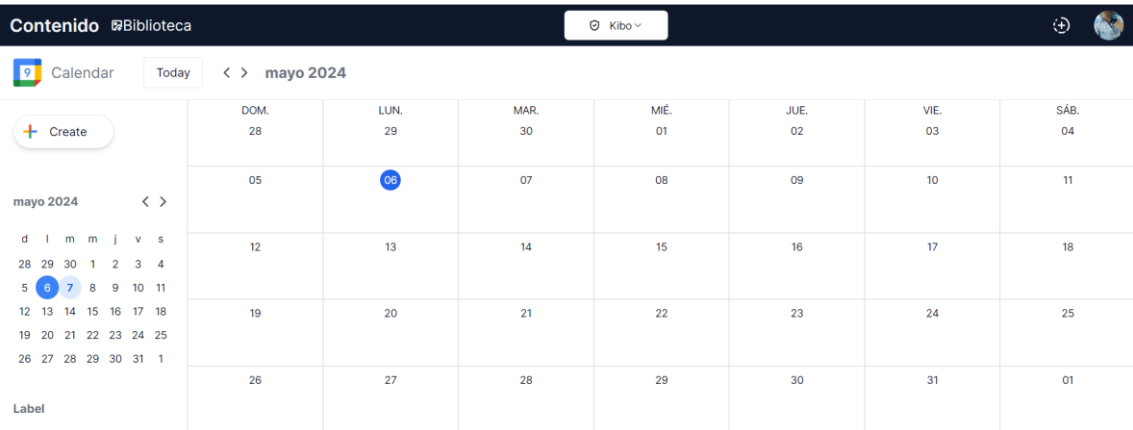 Contenido Biblioteca Kibo
9 Calendar Today mayo 2024
Create
mayo 2024
d l m m j v s
28 29 30 1 2 3 4
5 6 7 8 9 10 11
12 13 14 15 16 17 18
19 20 21 22 23 24 25
26 27 28 29 30 31 1
Label
DOM. LUN. MAR. MIÉ. JUE. VIE. SÁB.
28 29 30 01 02 03 04
05 06 07 08 09 10 11
12 13 14 15 16 17 18
19 20 21 22 23 24 25
26 27 28 29 30 31 01